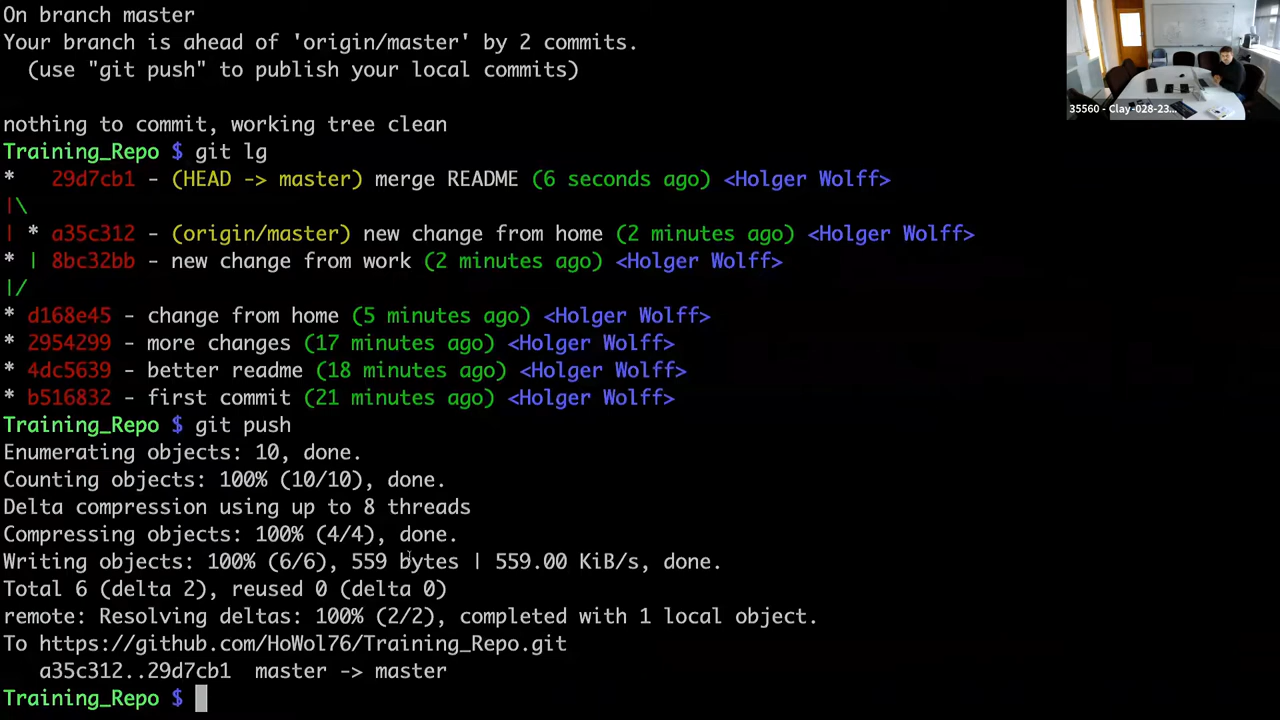 On branch master
Your branch is ahead of 'origin/master' by 2 commits.
  (use "git push" to publish your local commits)
nothing to commit, working tree clean
Training_Repo $ git lg
*   29d7cb1 - (HEAD -> master) merge README (6 seconds ago) <Holger Wolff>
|\
| * a35c312 - (origin/master) new change from home (2 minutes ago) <Holger Wolff>
* | 8bc32bb - new change from work (2 minutes ago) <Holger Wolff>
|/
* d168e45 - change from home (5 minutes ago) <Holger Wolff>
* 2954299 - more changes (17 minutes ago) <Holger Wolff>
* 4dc5639 - better readme (18 minutes ago) <Holger Wolff>
* b516832 - first commit (21 minutes ago) <Holger Wolff>
Training_Repo $ git push
Enumerating objects: 10, done.
Counting objects: 100% (10/10), done.
Delta compression using up to 8 threads
Compressing objects: 100% (4/4), done.
Writing objects: 100% (6/6), 559 bytes | 559.00 KiB/s, done.
Total 6 (delta 2), reused 0 (delta 0)
remote: Resolving deltas: 100% (2/2), completed with 1 local object.
To https://github.com/HoWol76/Training_Repo.git
   a35c312..29d7cb1  master -> master
Training_Repo $
35560 - Clay-028-23...